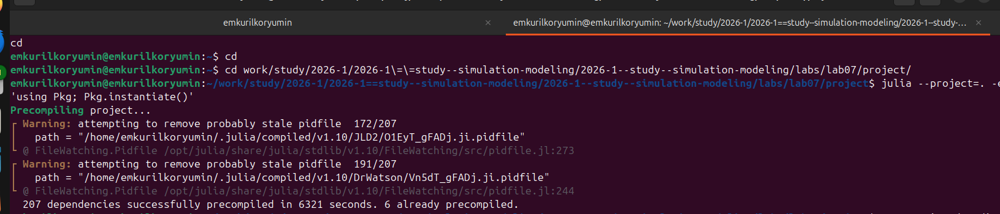 emkurilkoryumin × emkurilkoryumin@emkurilkoryumin: ~/work/study/2026-1/2026-1==study--simulation-modeling/2026-1--study-... ×
cd
emkurilkoryumin@emkurilkoryumin:~$ cd
emkurilkoryumin@emkurilkoryumin:~$ cd work/study/2026-1/2026-1\=\=study--simulation-modeling/2026-1--study--simulation-modeling/labs/lab07/project/
emkurilkoryumin@emkurilkoryumin:~/work/study/2026-1/2026-1==study--simulation-modeling/2026-1--study--simulation-modeling/labs/lab07/project$ julia --project=. -e
'using Pkg; Pkg.instantiate()'
Precompiling project...
┌ Warning: attempting to remove probably stale pidfile  172/207
│   path = "/home/emkurilkoryumin/.julia/compiled/v1.10/JLD2/O1EyT_gFADj.ji.pidfile"
└ @ FileWatching.Pidfile /opt/julia/share/julia/stdlib/v1.10/FileWatching/src/pidfile.jl:273
┌ Warning: attempting to remove probably stale pidfile  191/207
│   path = "/home/emkurilkoryumin/.julia/compiled/v1.10/DrWatson/Vn5dT_gFADj.ji.pidfile"
└ @ FileWatching.Pidfile /opt/julia/share/julia/stdlib/v1.10/FileWatching/src/pidfile.jl:244
  207 dependencies successfully precompiled in 6321 seconds. 6 already precompiled.